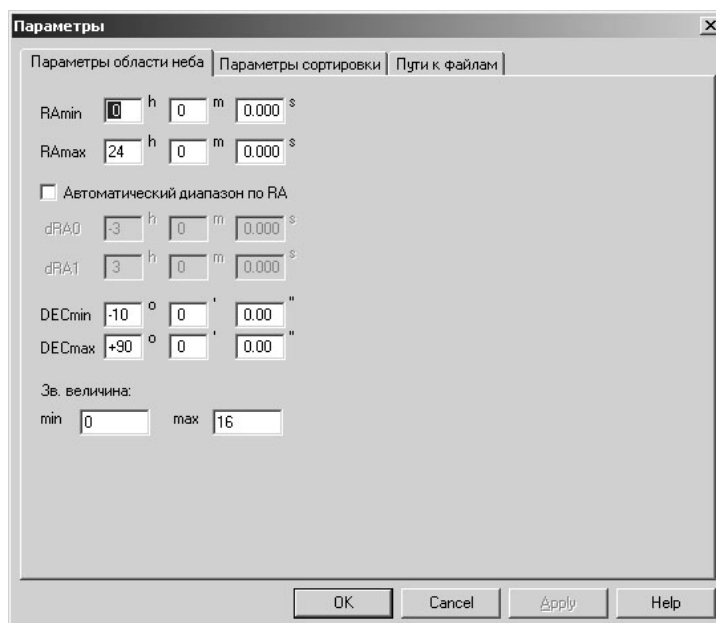 Параметры
Параметры области неба Параметры сортировки Пути к файлам
RAmin 0 h 0 m 0.000 s
RAmax 24 h 0 m 0.000 s
Автоматический диапазон по RA
dRA0 -3 h 0 m 0.000 s
dRA1 3 h 0 m 0.000 s
DECmin -10 o 0 ' 0.00 "
DECmax +90 o 0 ' 0.00 "
Зв. величина:
min 0 max 16
OK Cancel Apply Help